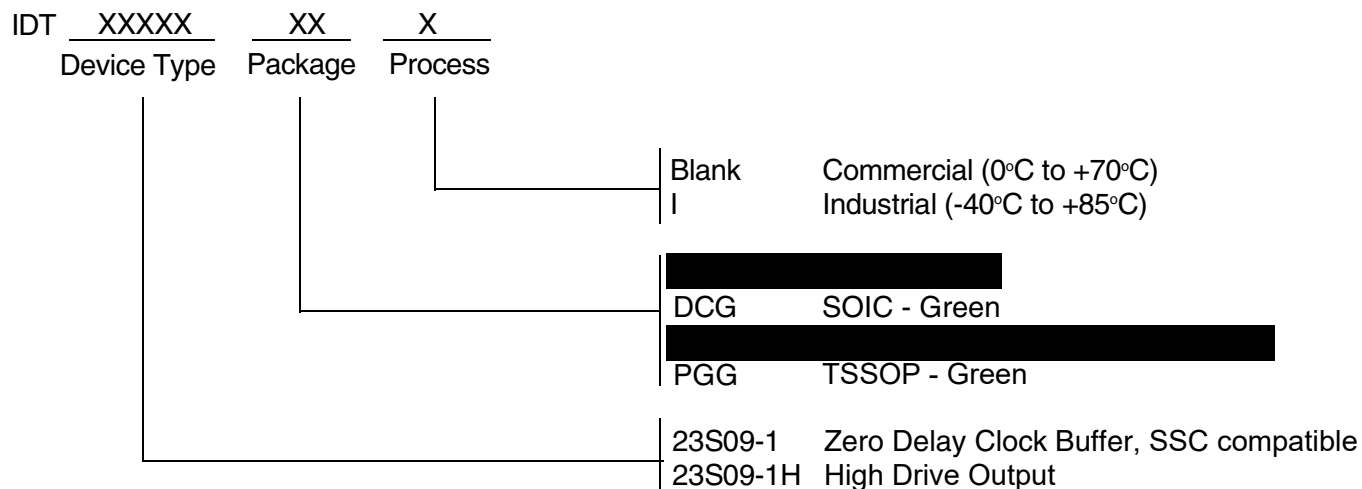 IDT XXXXX XX X
Device Type Package Process
Blank Commercial (0°C to +70°C)
I Industrial (-40°C to +85°C)
DCG SOIC - Green
PGG TSSOP - Green
23S09-1 Zero Delay Clock Buffer, SSC compatible
23S09-1H High Drive Output